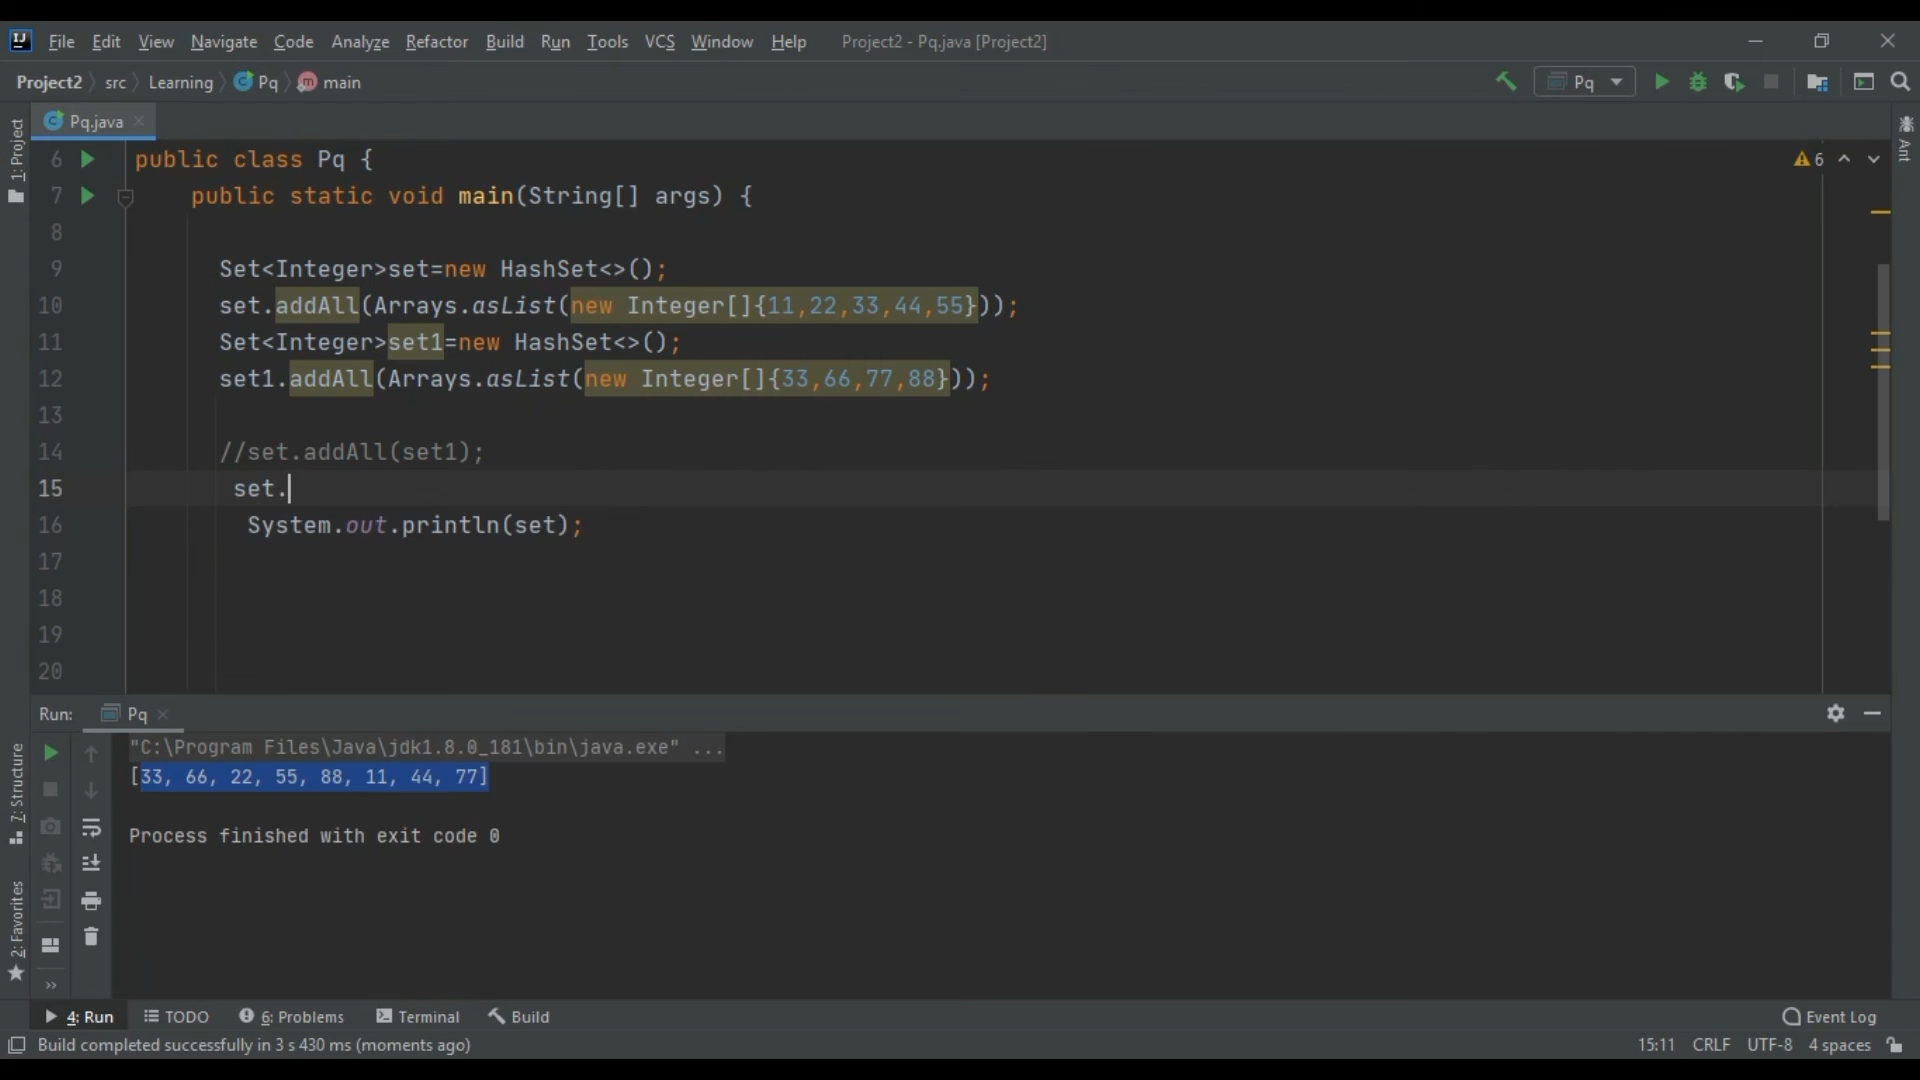 File Edit View Navigate Code Analyze Refactor Build Run Tools VCS Window Help Project2 - Pq.java [Project2]
Project2 src Learning Pq main Pq
Pq.java
1: Project
Ant
6 public class Pq { 6
7 public static void main(String[] args) {
8
9 Set<Integer>set=new HashSet<>();
10 set.addAll(Arrays.asList(new Integer[]{11,22,33,44,55}));
11 Set<Integer>set1=new HashSet<>();
12 set1.addAll(Arrays.asList(new Integer[]{33,66,77,88}));
13
14 //set.addAll(set1);
15 set.
16 System.out.println(set);
17
18
19
20
Run: Pq
"C:\Program Files\Java\jdk1.8.0_181\bin\java.exe" ...
[33, 66, 22, 55, 88, 11, 44, 77]
Process finished with exit code 0
7: Structure
2: Favorites
4: Run TODO 6: Problems Terminal Build Event Log
Build completed successfully in 3 s 430 ms (moments ago) 15:11 CRLF UTF-8 4 spaces